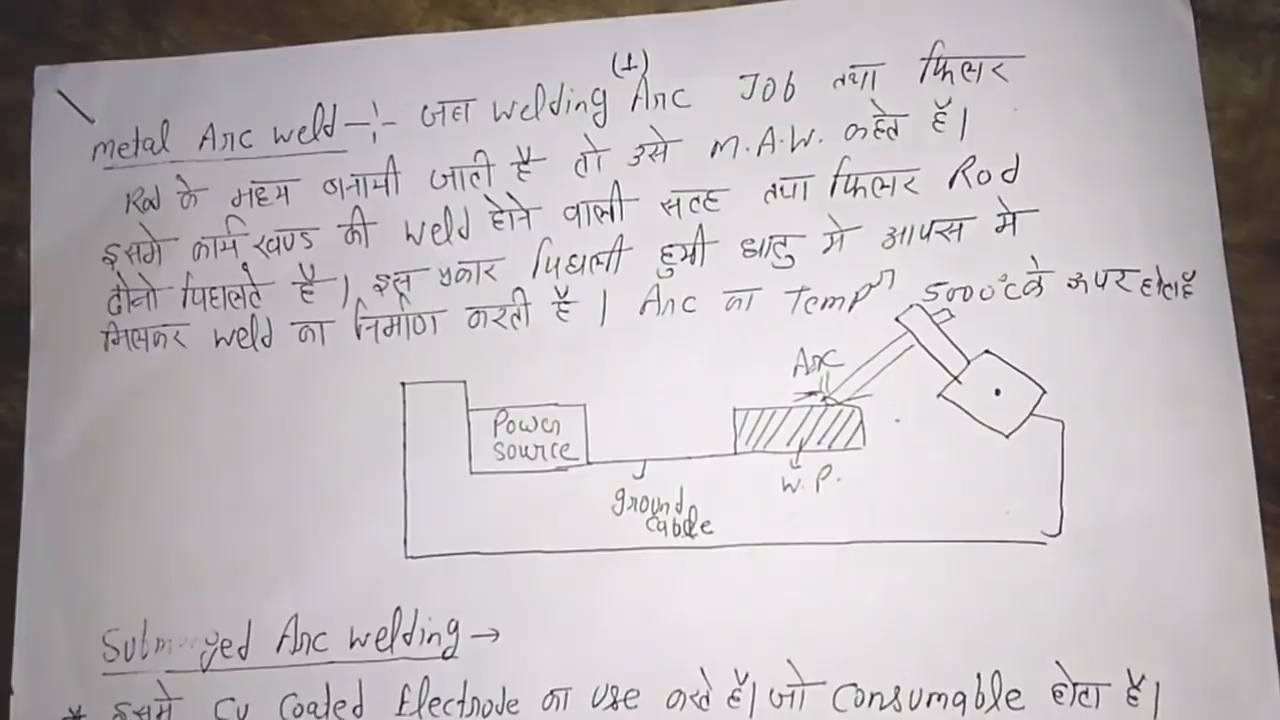 (1)
metal Arc weld -:- जब welding Arc Job तथा फिलर
Rod के मध्य बनायी जाती है तो उसे M.A.W. कहते हैं।
इसमे कार्य खण्ड की weld होने वाली सतह तथा फिलर Rod
दोनो पिघलते हैं। इस प्रकार पिघली हुयी धातु मे आपस मे
मिलकर weld का निर्माण करती हैं। Arc का Tempⁿ 5000°c के ऊपर होता है
Arc
Power
source
W.P.
ground
cable
Submerged Arc welding →
* इसमे Cu Coated Electrode का use करते हैं। जो Consumable होता है।